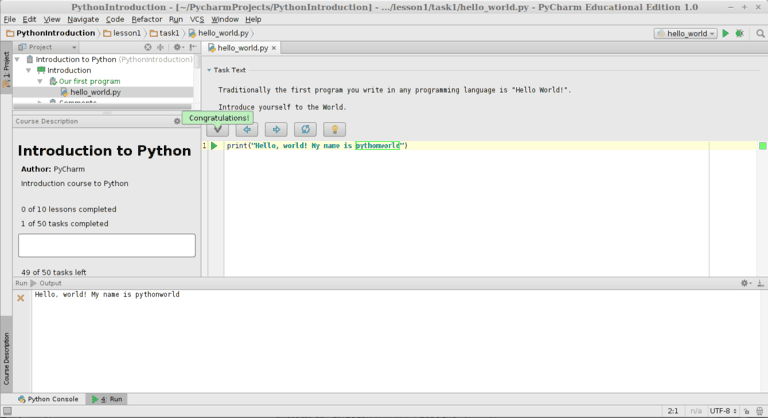 PythonIntroduction - [~/PycharmProjects/PythonIntroduction] - .../lesson1/task1/hello_world.py - PyCharm Educational Edition 1.0
File Edit View Navigate Code Refactor Run VCS Window Help
PythonIntroduction lesson1 task1 hello_world.py
hello_world
1: Project
Project
Introduction to Python (PythonIntroduction)
Introduction
Our first program
hello_world.py
Comments
hello_world.py
Task Text
Traditionally the first program you write in any programming language is "Hello World!".
Introduce yourself to the World.
Congratulations!
1 print("Hello, world! My name is pythonworld")
Course Description
Introduction to Python
Author: PyCharm
Introduction course to Python
0 of 10 lessons completed
1 of 50 tasks completed
49 of 50 tasks left
Run Output
Hello, world! My name is pythonworld
Course Description
Python Console 4: Run
2:1 n/a UTF-8